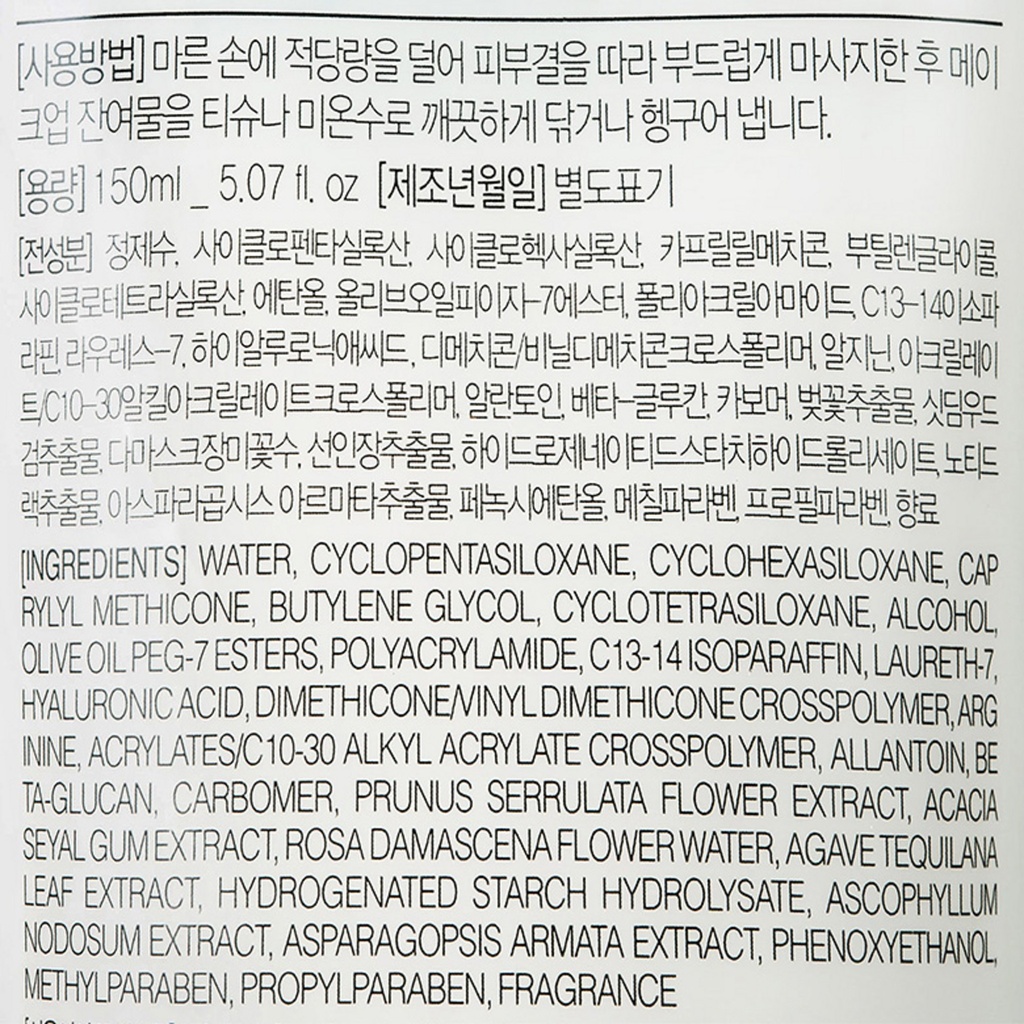 [사용방법] 마른 손에 적당량을 덜어 피부결을 따라 부드럽게 마사지한 후 메이
크업 잔여물을 티슈나 미온수로 깨끗하게 닦거나 헹구어 냅니다.
[용량] 150ml _ 5.07 fl. oz [제조년월일] 별도표기
[전성분] 정제수, 사이클로펜타실록산, 사이클로헥사실록산, 카프릴릴메치콘, 부틸렌글라이콜,
사이클로테트라실록산, 에탄올, 올리브오일피이지-7에스터, 폴리아크릴아마이드, C13-14이소파
라핀, 라우레스-7, 하이알루로닉애씨드, 디메치콘/비닐디메치콘크로스폴리머, 알지닌, 아크릴레이
트/C10-30알킬아크릴레이트크로스폴리머, 알란토인, 베타-글루칸, 카보머, 벚꽃추출물, 싯딤우드
검추출물, 다마스크장미꽃수, 선인장추출물, 하이드로제네이티드스타치하이드롤리세이트, 노티드
랙추출물, 아스파라곱시스 아르마타추출물, 페녹시에탄올, 메칠파라벤, 프로필파라벤, 향료
[INGREDIENTS] WATER, CYCLOPENTASILOXANE, CYCLOHEXASILOXANE, CAP
RYLYL METHICONE, BUTYLENE GLYCOL, CYCLOTETRASILOXANE, ALCOHOL,
OLIVE OIL PEG-7 ESTERS, POLYACRYLAMIDE, C13-14 ISOPARAFFIN, LAURETH-7,
HYALURONIC ACID, DIMETHICONE/VINYL DIMETHICONE CROSSPOLYMER, ARG
ININE, ACRYLATES/C10-30 ALKYL ACRYLATE CROSSPOLYMER, ALLANTOIN, BE
TA-GLUCAN, CARBOMER, PRUNUS SERRULATA FLOWER EXTRACT, ACACIA
SEYAL GUM EXTRACT, ROSA DAMASCENA FLOWER WATER, AGAVE TEQUILANA
LEAF EXTRACT, HYDROGENATED STARCH HYDROLYSATE, ASCOPHYLLUM
NODOSUM EXTRACT, ASPARAGOPSIS ARMATA EXTRACT, PHENOXYETHANOL,
METHYLPARABEN, PROPYLPARABEN, FRAGRANCE